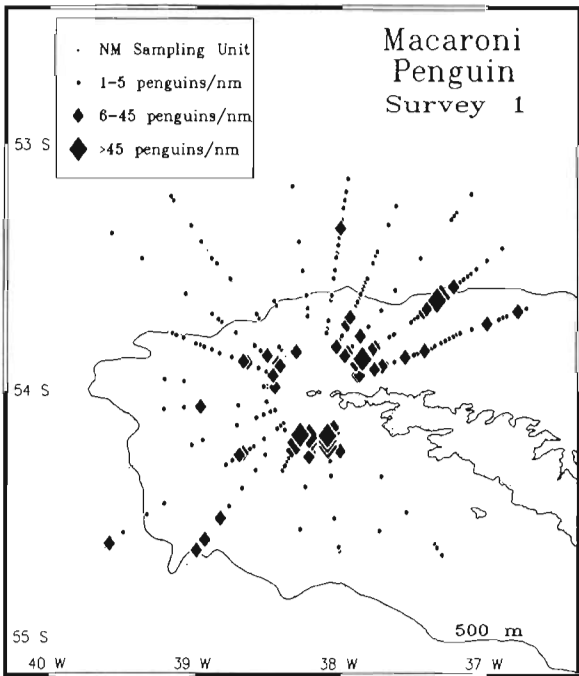 NM Sampling Unit
1-5 penguins/nm
6-45 penguins/nm
>45 penguins/nm
Macaroni
Penguin
Survey 1
53 S
54 S
55 S
500 m
40 W
39 W
38 W
37 W